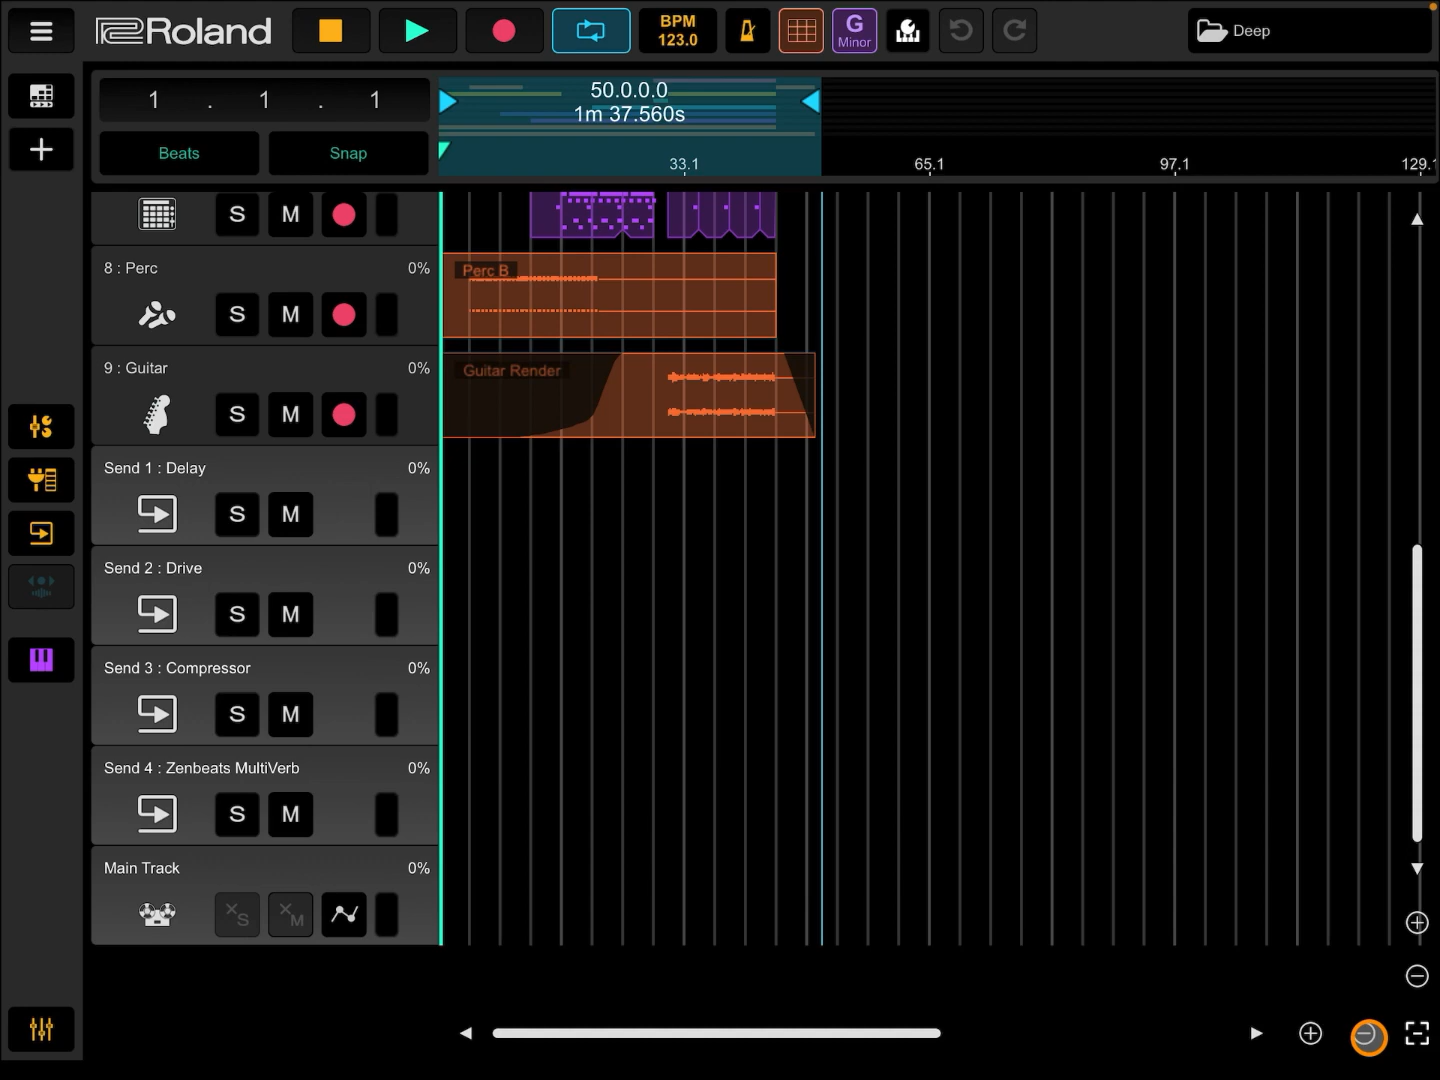 Roland
BPM
123.0
G
Minor
Deep
1 . 1 . 1
50.0.0.0
1m 37.560s
Beats
Snap
33.1
65.1
97.1
129.
S
M
8 : Perc
0%
S
M
Perc B
9 : Guitar
0%
S
M
Guitar Render
Send 1 : Delay
0%
S
M
Send 2 : Drive
0%
S
M
Send 3 : Compressor
0%
S
M
Send 4 : Zenbeats MultiVerb
0%
S
M
Main Track
0%
S
M